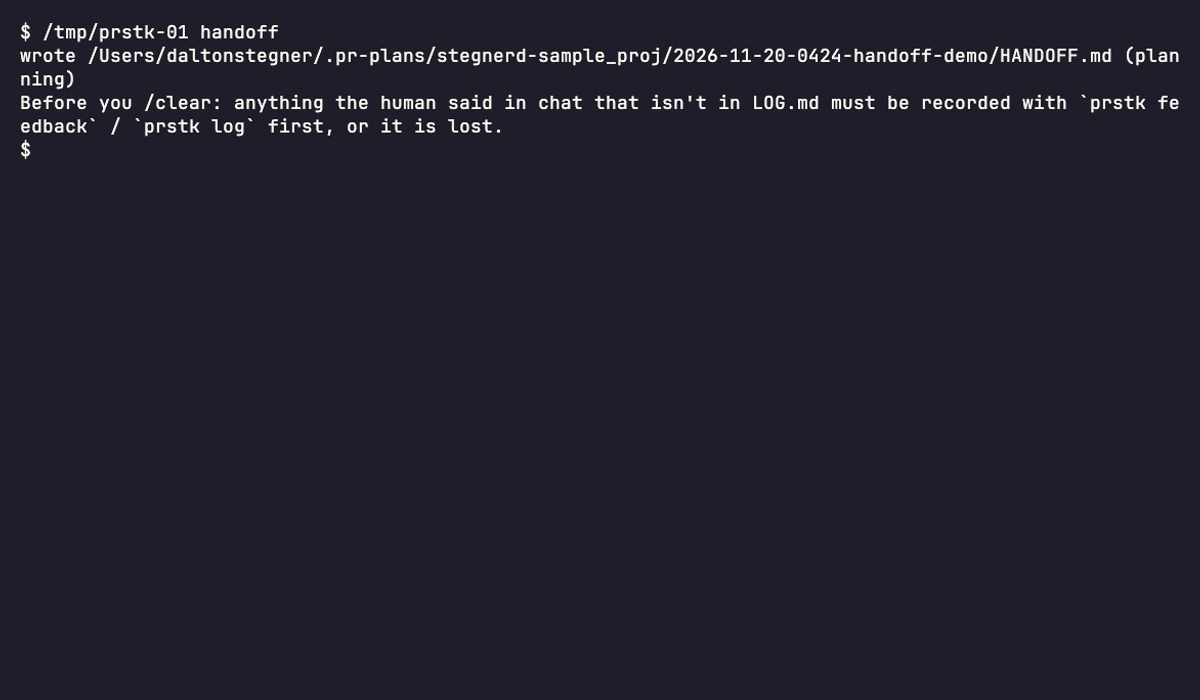 $ /tmp/prstk-01 handoff
wrote /Users/daltonstegner/.pr-plans/stegnerd-sample_proj/2026-11-20-0424-handoff-demo/HANDOFF.md (plan
ning)
Before you /clear: anything the human said in chat that isn't in LOG.md must be recorded with `prstk fe
edback` / `prstk log` first, or it is lost.
$